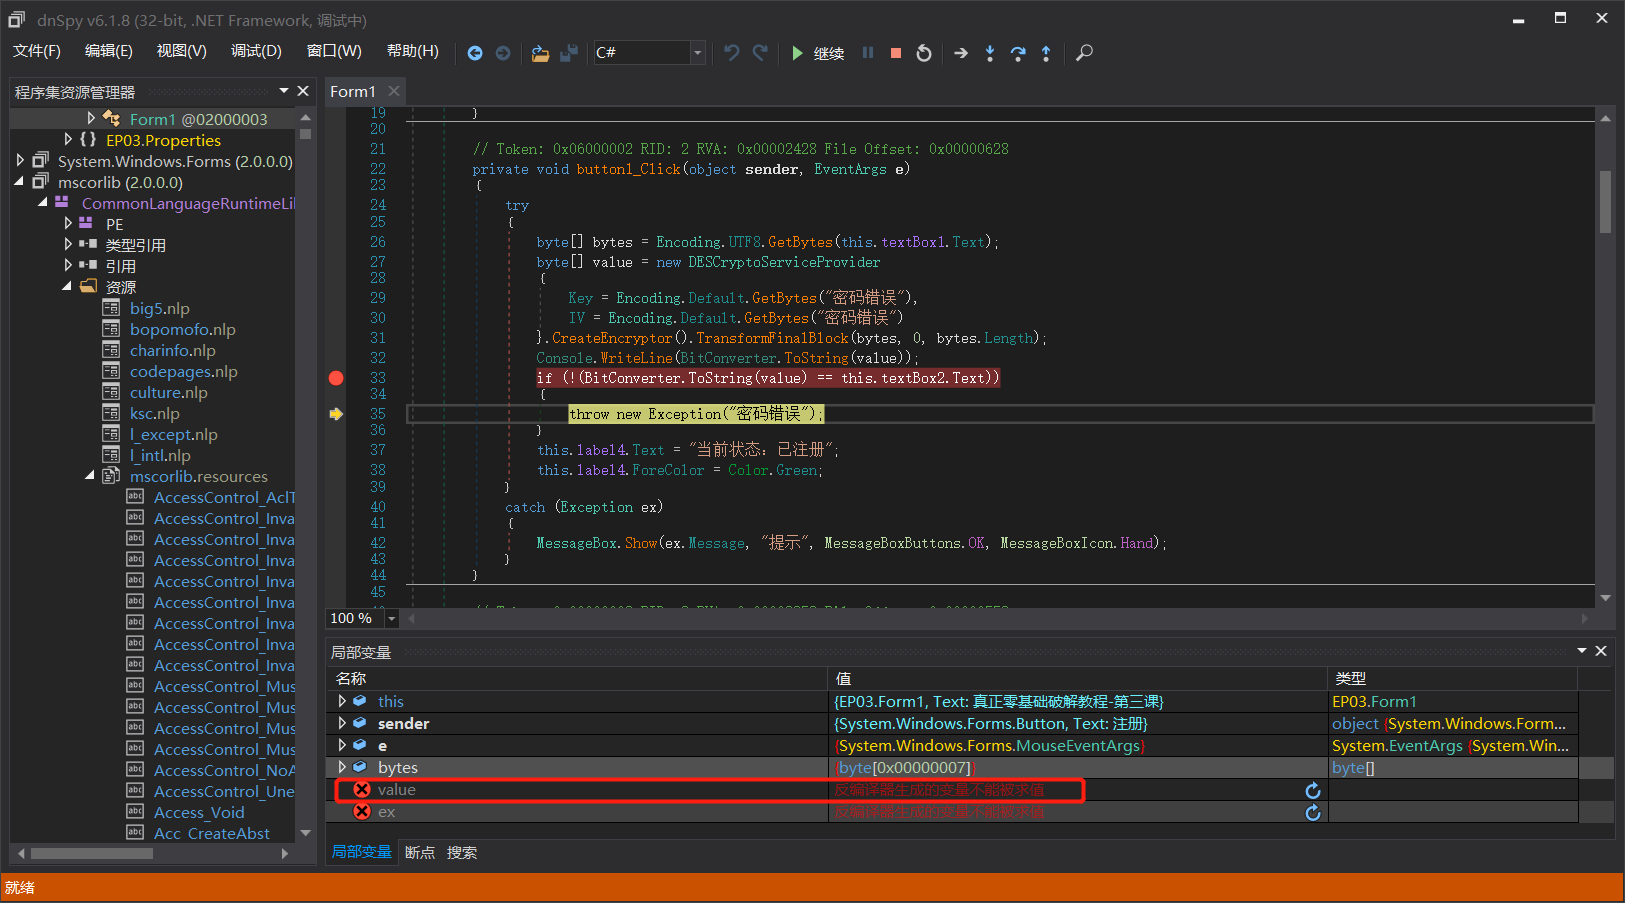 dnSpy v6.1.8 (32-bit, .NET Framework, 调试中)
文件(F) 编辑(E) 视图(V) 调试(D) 窗口(W) 帮助(H) C# 继续
程序集资源管理器
Form1 @02000003
EP03.Properties
System.Windows.Forms (2.0.0.0)
mscorlib (2.0.0.0)
CommonLanguageRuntimeLil
PE
类型引用
引用
资源
big5.nlp
bopomofo.nlp
charinfo.nlp
codepages.nlp
culture.nlp
ksc.nlp
l_except.nlp
l_intl.nlp
mscorlib.resources
AccessControl_AclT
AccessControl_Inva
AccessControl_Inva
AccessControl_Inva
AccessControl_Inva
AccessControl_Inva
AccessControl_Inva
AccessControl_Inva
AccessControl_Inva
AccessControl_Mus
AccessControl_Mus
AccessControl_Mus
AccessControl_Mus
AccessControl_NoA
AccessControl_Une
Access_Void
Acc_CreateAbst
Form1
19 }
20
21 // Token: 0x06000002 RID: 2 RVA: 0x00002428 File Offset: 0x00000628
22 private void button1_Click(object sender, EventArgs e)
23 {
24 try
25 {
26 byte[] bytes = Encoding.UTF8.GetBytes(this.textBox1.Text);
27 byte[] value = new DESCryptoServiceProvider
28 {
29 Key = Encoding.Default.GetBytes("密码错误"),
30 IV = Encoding.Default.GetBytes("密码错误")
31 }.CreateEncryptor().TransformFinalBlock(bytes, 0, bytes.Length);
32 Console.WriteLine(BitConverter.ToString(value));
33 if (!(BitConverter.ToString(value) == this.textBox2.Text))
34 {
35 throw new Exception("密码错误");
36 }
37 this.label4.Text = "当前状态：已注册";
38 this.label4.ForeColor = Color.Green;
39 }
40 catch (Exception ex)
41 {
42 MessageBox.Show(ex.Message, "提示", MessageBoxButtons.OK, MessageBoxIcon.Hand);
43 }
44 }
45
100 %
局部变量
名称 值 类型
this {EP03.Form1, Text: 真正零基础破解教程-第三课} EP03.Form1
sender {System.Windows.Forms.Button, Text: 注册} object {System.Windows.Form...
e {System.Windows.Forms.MouseEventArgs} System.EventArgs {System.Win...
bytes {byte[0x00000007]} byte[]
value 反编译器生成的变量不能被求值
ex 反编译器生成的变量不能被求值
局部变量 断点 搜索
就绪